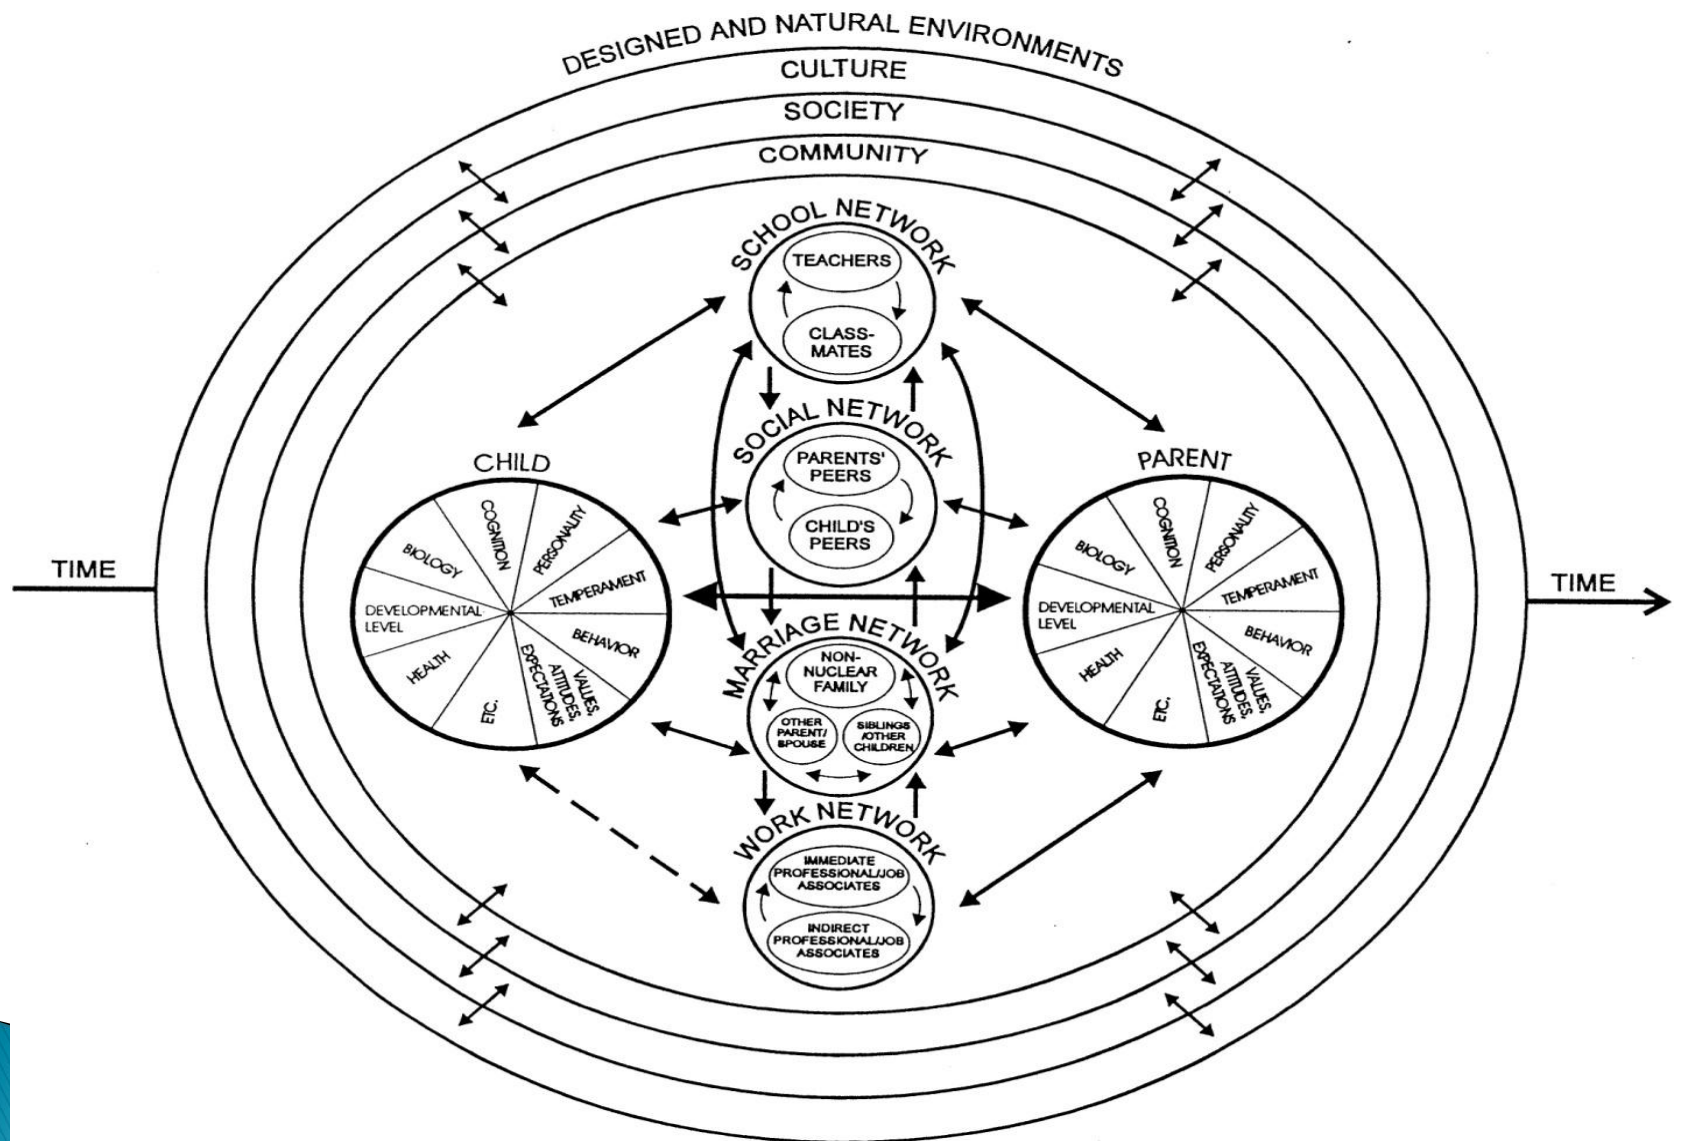 DESIGNED AND NATURAL ENVIRONMENTS
CULTURE
SOCIETY
COMMUNITY
SCHOOL NETWORK
TEACHERS
CLASS-
MATES
SOCIAL NETWORK
PARENTS'
PEERS
CHILD'S
PEERS
CHILD
COGNITION
PERSONALITY
BIOLOGY
TEMPERAMENT
DEVELOPMENTAL
LEVEL
BEHAVIOR
HEALTH
VALUES,
ATTITUDES,
EXPECTATIONS
ETC.
PARENT
COGNITION
PERSONALITY
BIOLOGY
TEMPERAMENT
DEVELOPMENTAL
LEVEL
BEHAVIOR
HEALTH
VALUES,
ATTITUDES,
EXPECTATIONS
ETC.
TIME
TIME
MARRIAGE NETWORK
NON-
NUCLEAR
FAMILY
OTHER
PARENT/
SPOUSE
SIBLINGS
/OTHER
CHILDREN
WORK NETWORK
IMMEDIATE
PROFESSIONAL/JOB
ASSOCIATES
INDIRECT
PROFESSIONAL/JOB
ASSOCIATES